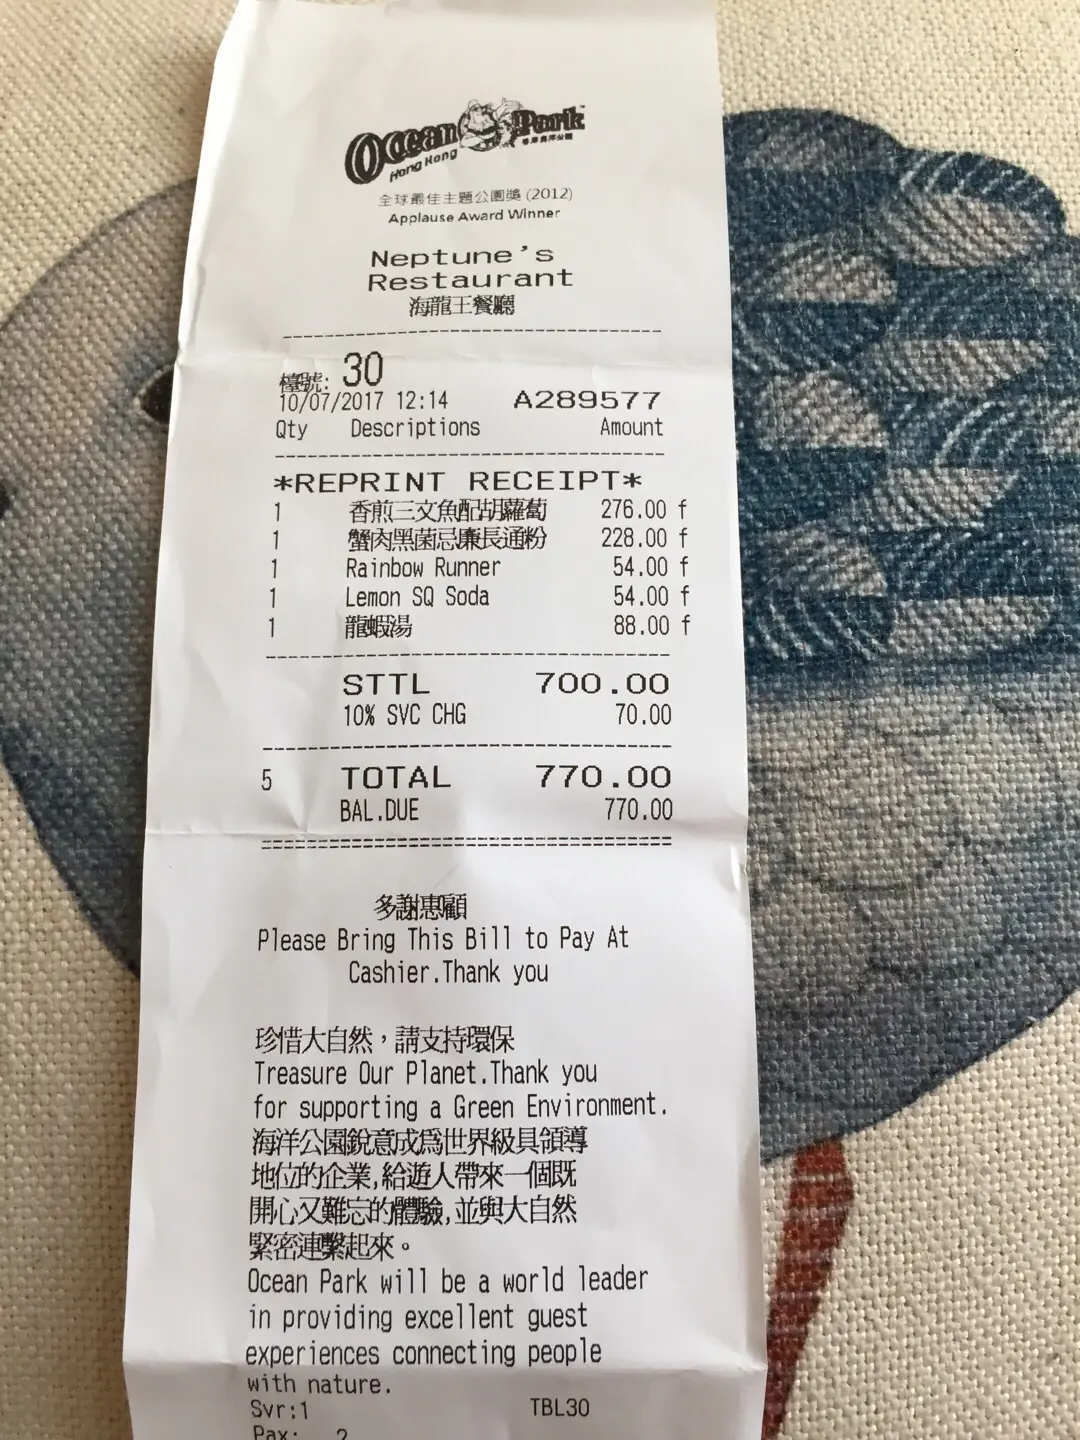 Ocean Park
Hong Kong 香港海洋公園
全球最佳主題公園獎 (2012)
Applause Award Winner
Neptune's
Restaurant
海龍王餐廳
檯號: 30
10/07/2017 12:14 A289577
Qty Descriptions Amount
*REPRINT RECEIPT*
1 香煎三文魚配胡蘿蔔 276.00 f
1 蟹肉黑菌忌廉長通粉 228.00 f
1 Rainbow Runner 54.00 f
1 Lemon SQ Soda 54.00 f
1 龍蝦湯 88.00 f
STTL 700.00
10% SVC CHG 70.00
5 TOTAL 770.00
BAL.DUE 770.00
多謝惠顧
Please Bring This Bill to Pay At
Cashier.Thank you
珍惜大自然，請支持環保
Treasure Our Planet.Thank you
for supporting a Green Environment.
海洋公園銳意成爲世界級具領導
地位的企業,給遊人帶來一個既
開心又難忘的體驗,並與大自然
緊密連繫起來。
Ocean Park will be a world leader
in providing excellent guest
experiences connecting people
with nature.
Svr:1 TBL30
Pax: 2